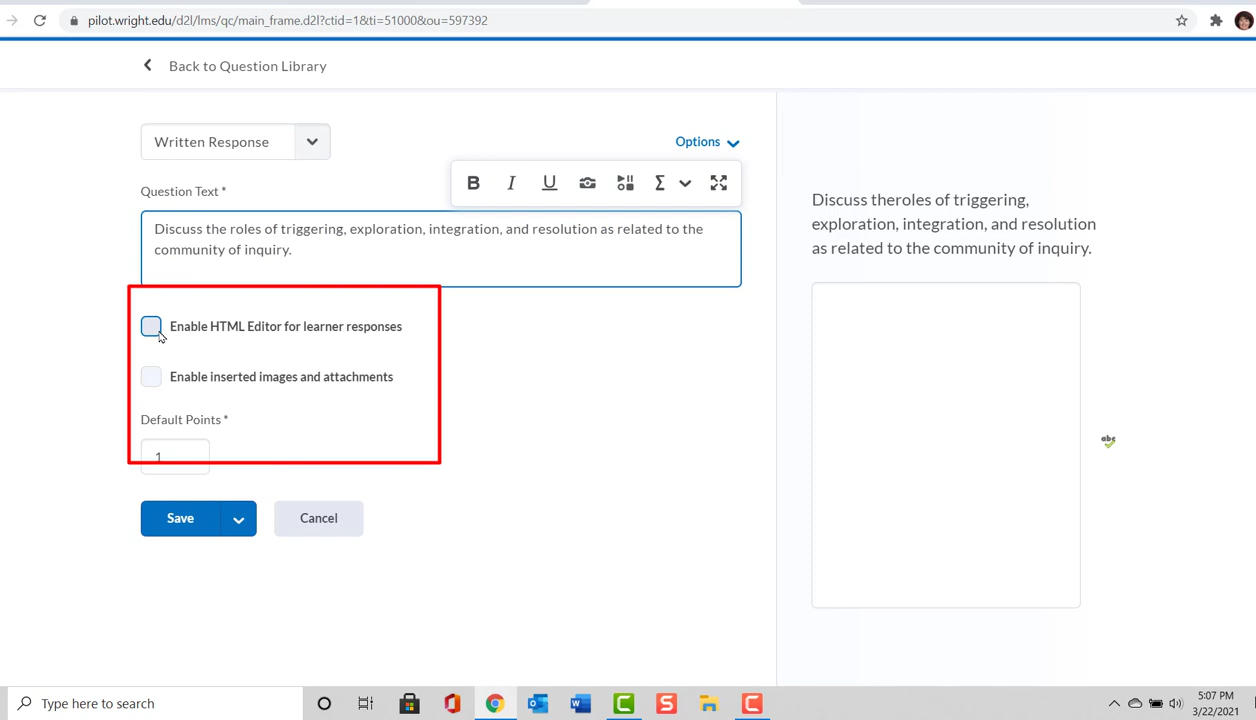 pilot.wright.edu/d2l/lms/qc/main_frame.d2l?ctid=1&ti=51000&ou=597392
Back to Question Library
Written Response
Options
Question Text *
B I U Σ
Discuss the roles of triggering, exploration, integration, and resolution as related to the
community of inquiry.
Discuss theroles of triggering,
exploration, integration, and resolution
as related to the community of inquiry.
Enable HTML Editor for learner responses
Enable inserted images and attachments
Default Points *
1
abc
Save
Cancel
Type here to search
5:07 PM
3/22/2021